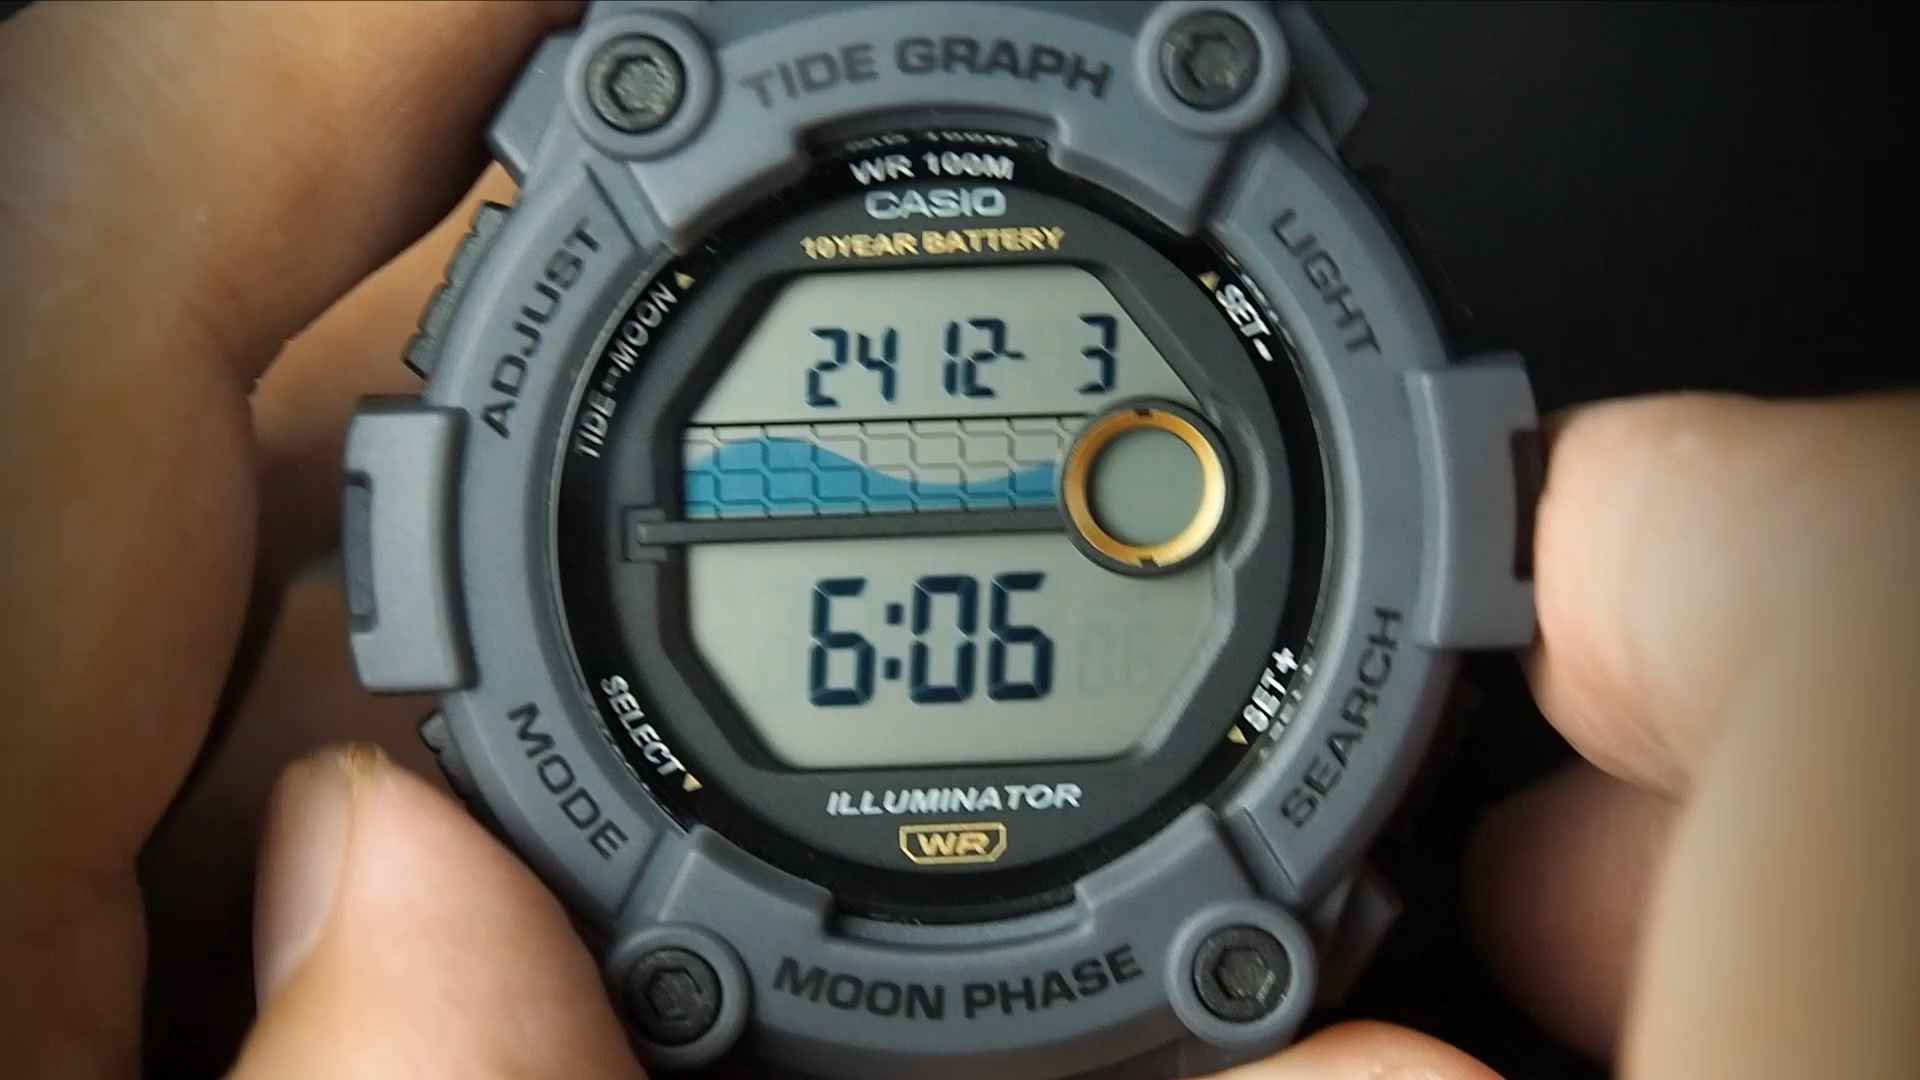 TIDE GRAPH
WR 100M
CASIO
10YEAR BATTERY
ADJUST
LIGHT
TIDE↔MOON
SET-
24 12- 3
6:06
SELECT
SET+
MODE
SEARCH
ILLUMINATOR
WR
MOON PHASE